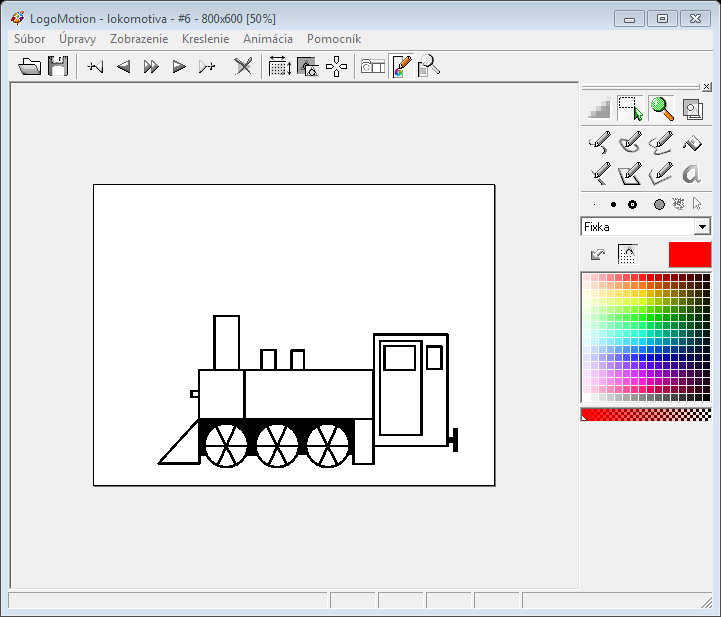 LogoMotion - lokomotiva - #6 - 800x600 [50%]
Súbor Úpravy Zobrazenie Kreslenie Animácia Pomocník
a
Fixka